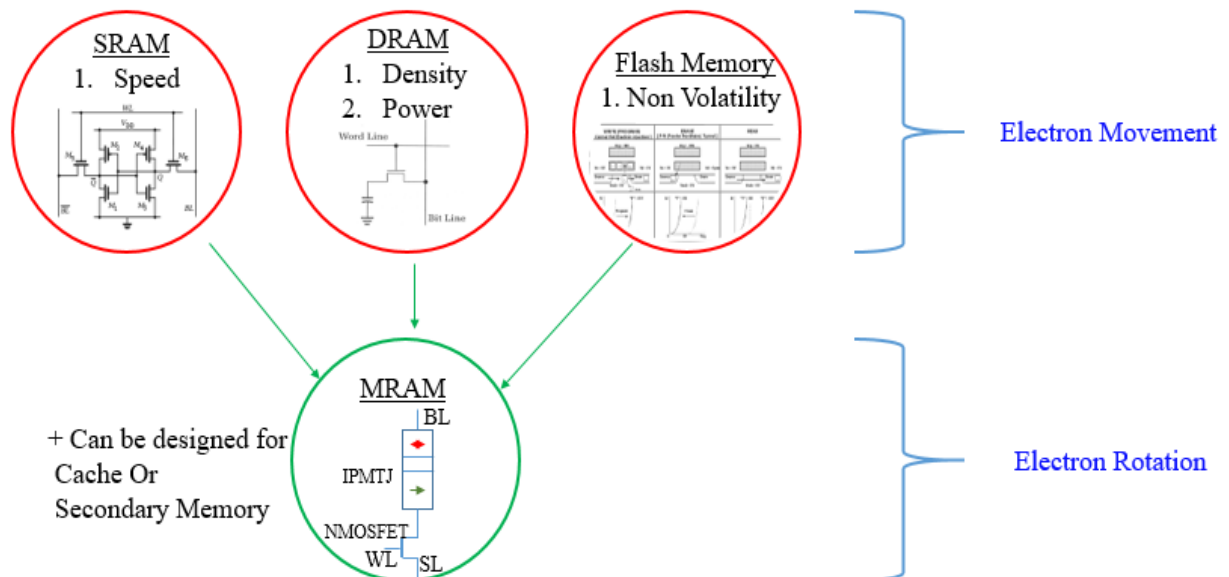 SRAM
1. Speed
WL
V_DD
M₂
M₄
M₅
M₆
Q̅
Q
M₁
M₃
B̅L̅
BL
DRAM
1. Density
2. Power
Word Line
Bit Line
Flash Memory
1. Non Volatility
READ
Electron Movement
MRAM
BL
IPMTJ
NMOSFET
WL
SL
+ Can be designed for
Cache Or
Secondary Memory
Electron Rotation